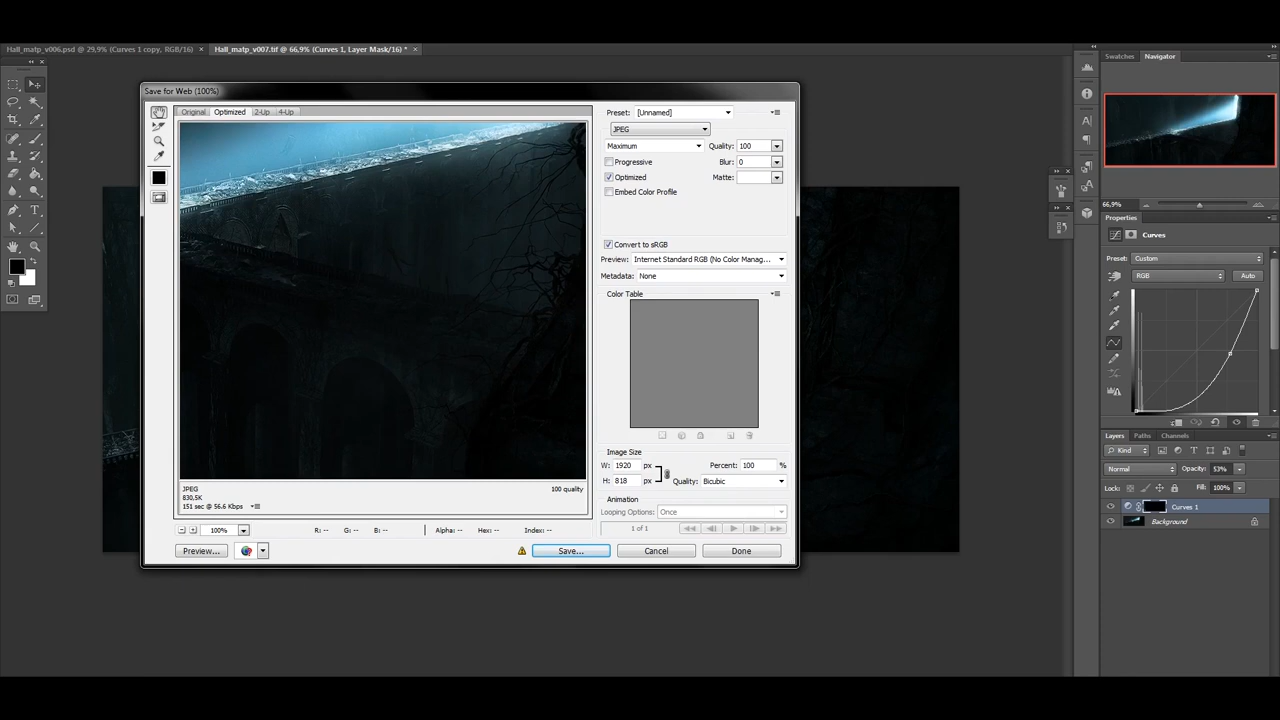 Hall_matp_v006.psd @ 29,9% (Curves 1 copy, RGB/16) ×
Hall_matp_v007.tif @ 66,9% (Curves 1, Layer Mask/16) * ×
Swatches Navigator
Save for Web (100%)
Original Optimized 2-Up 4-Up
Preset: [Unnamed]
JPEG
Maximum Quality: 100
Progressive Blur: 0
Optimized Matte:
Embed Color Profile
Convert to sRGB
Preview: Internet Standard RGB (No Color Manag...
Metadata: None
Color Table
Image Size
W: 1920 px Percent: 100 %
H: 818 px Quality: Bicubic
Animation
Looping Options: Once
1 of 1
JPEG
830,5K
151 sec @ 56.6 Kbps
100 quality
100% R: -- G: -- B: -- Alpha: -- Hex: -- Index: --
Preview... Save... Cancel Done
66,9%
Properties
Curves
Preset: Custom
RGB Auto
Layers Paths Channels
Kind
Normal Opacity: 53%
Lock: Fill: 100%
Curves 1
Background